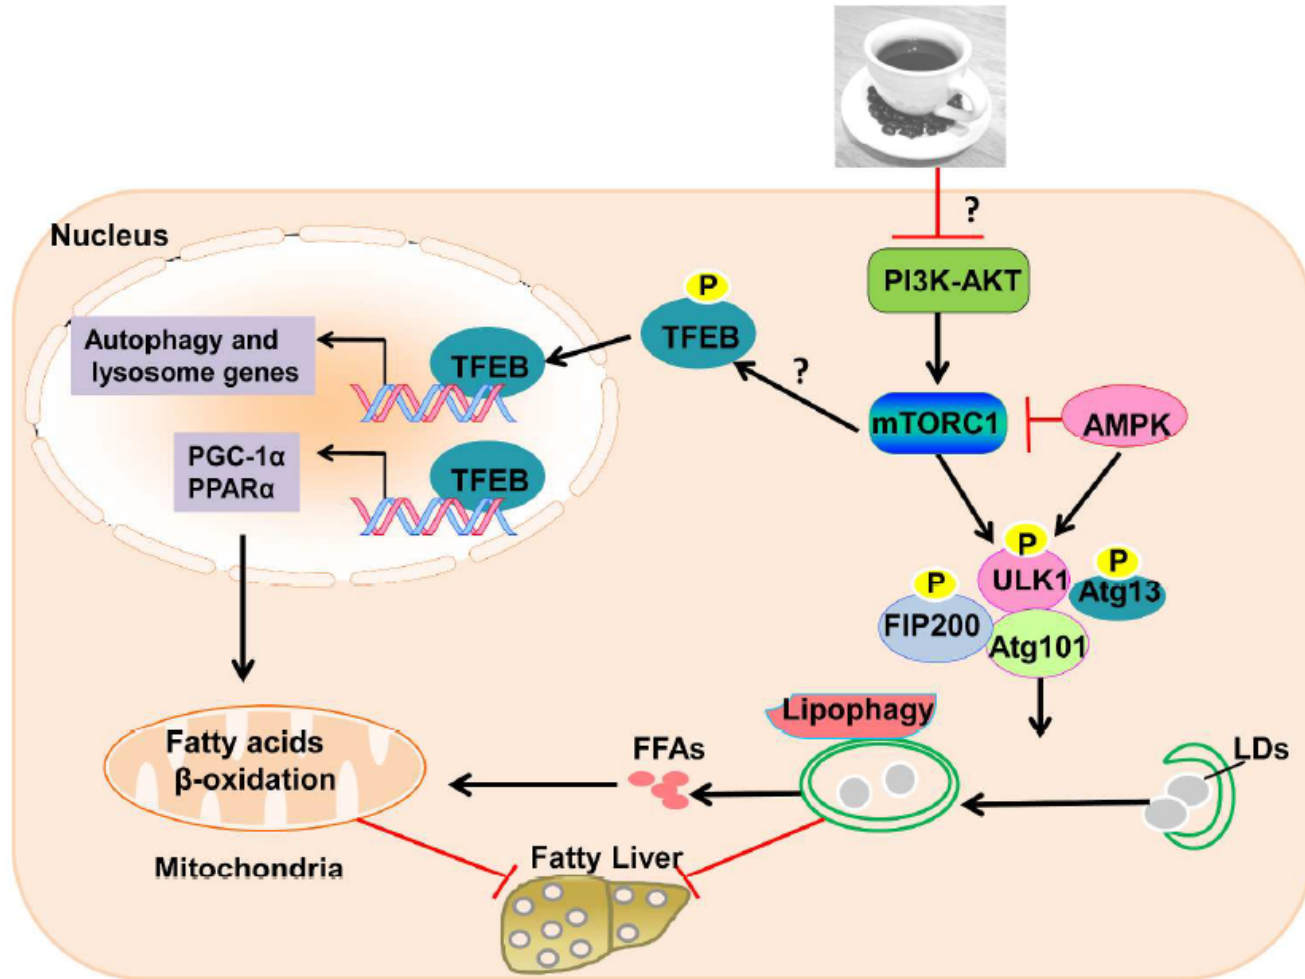 ?
Nucleus
PI3K-AKT
P
TFEB
?
Autophagy and
lysosome genes
TFEB
mTORC1
AMPK
PGC-1α
PPARα
TFEB
P
ULK1
P
Atg13
P
FIP200
Atg101
Lipophagy
LDs
FFAs
Fatty acids
β-oxidation
Mitochondria
Fatty Liver